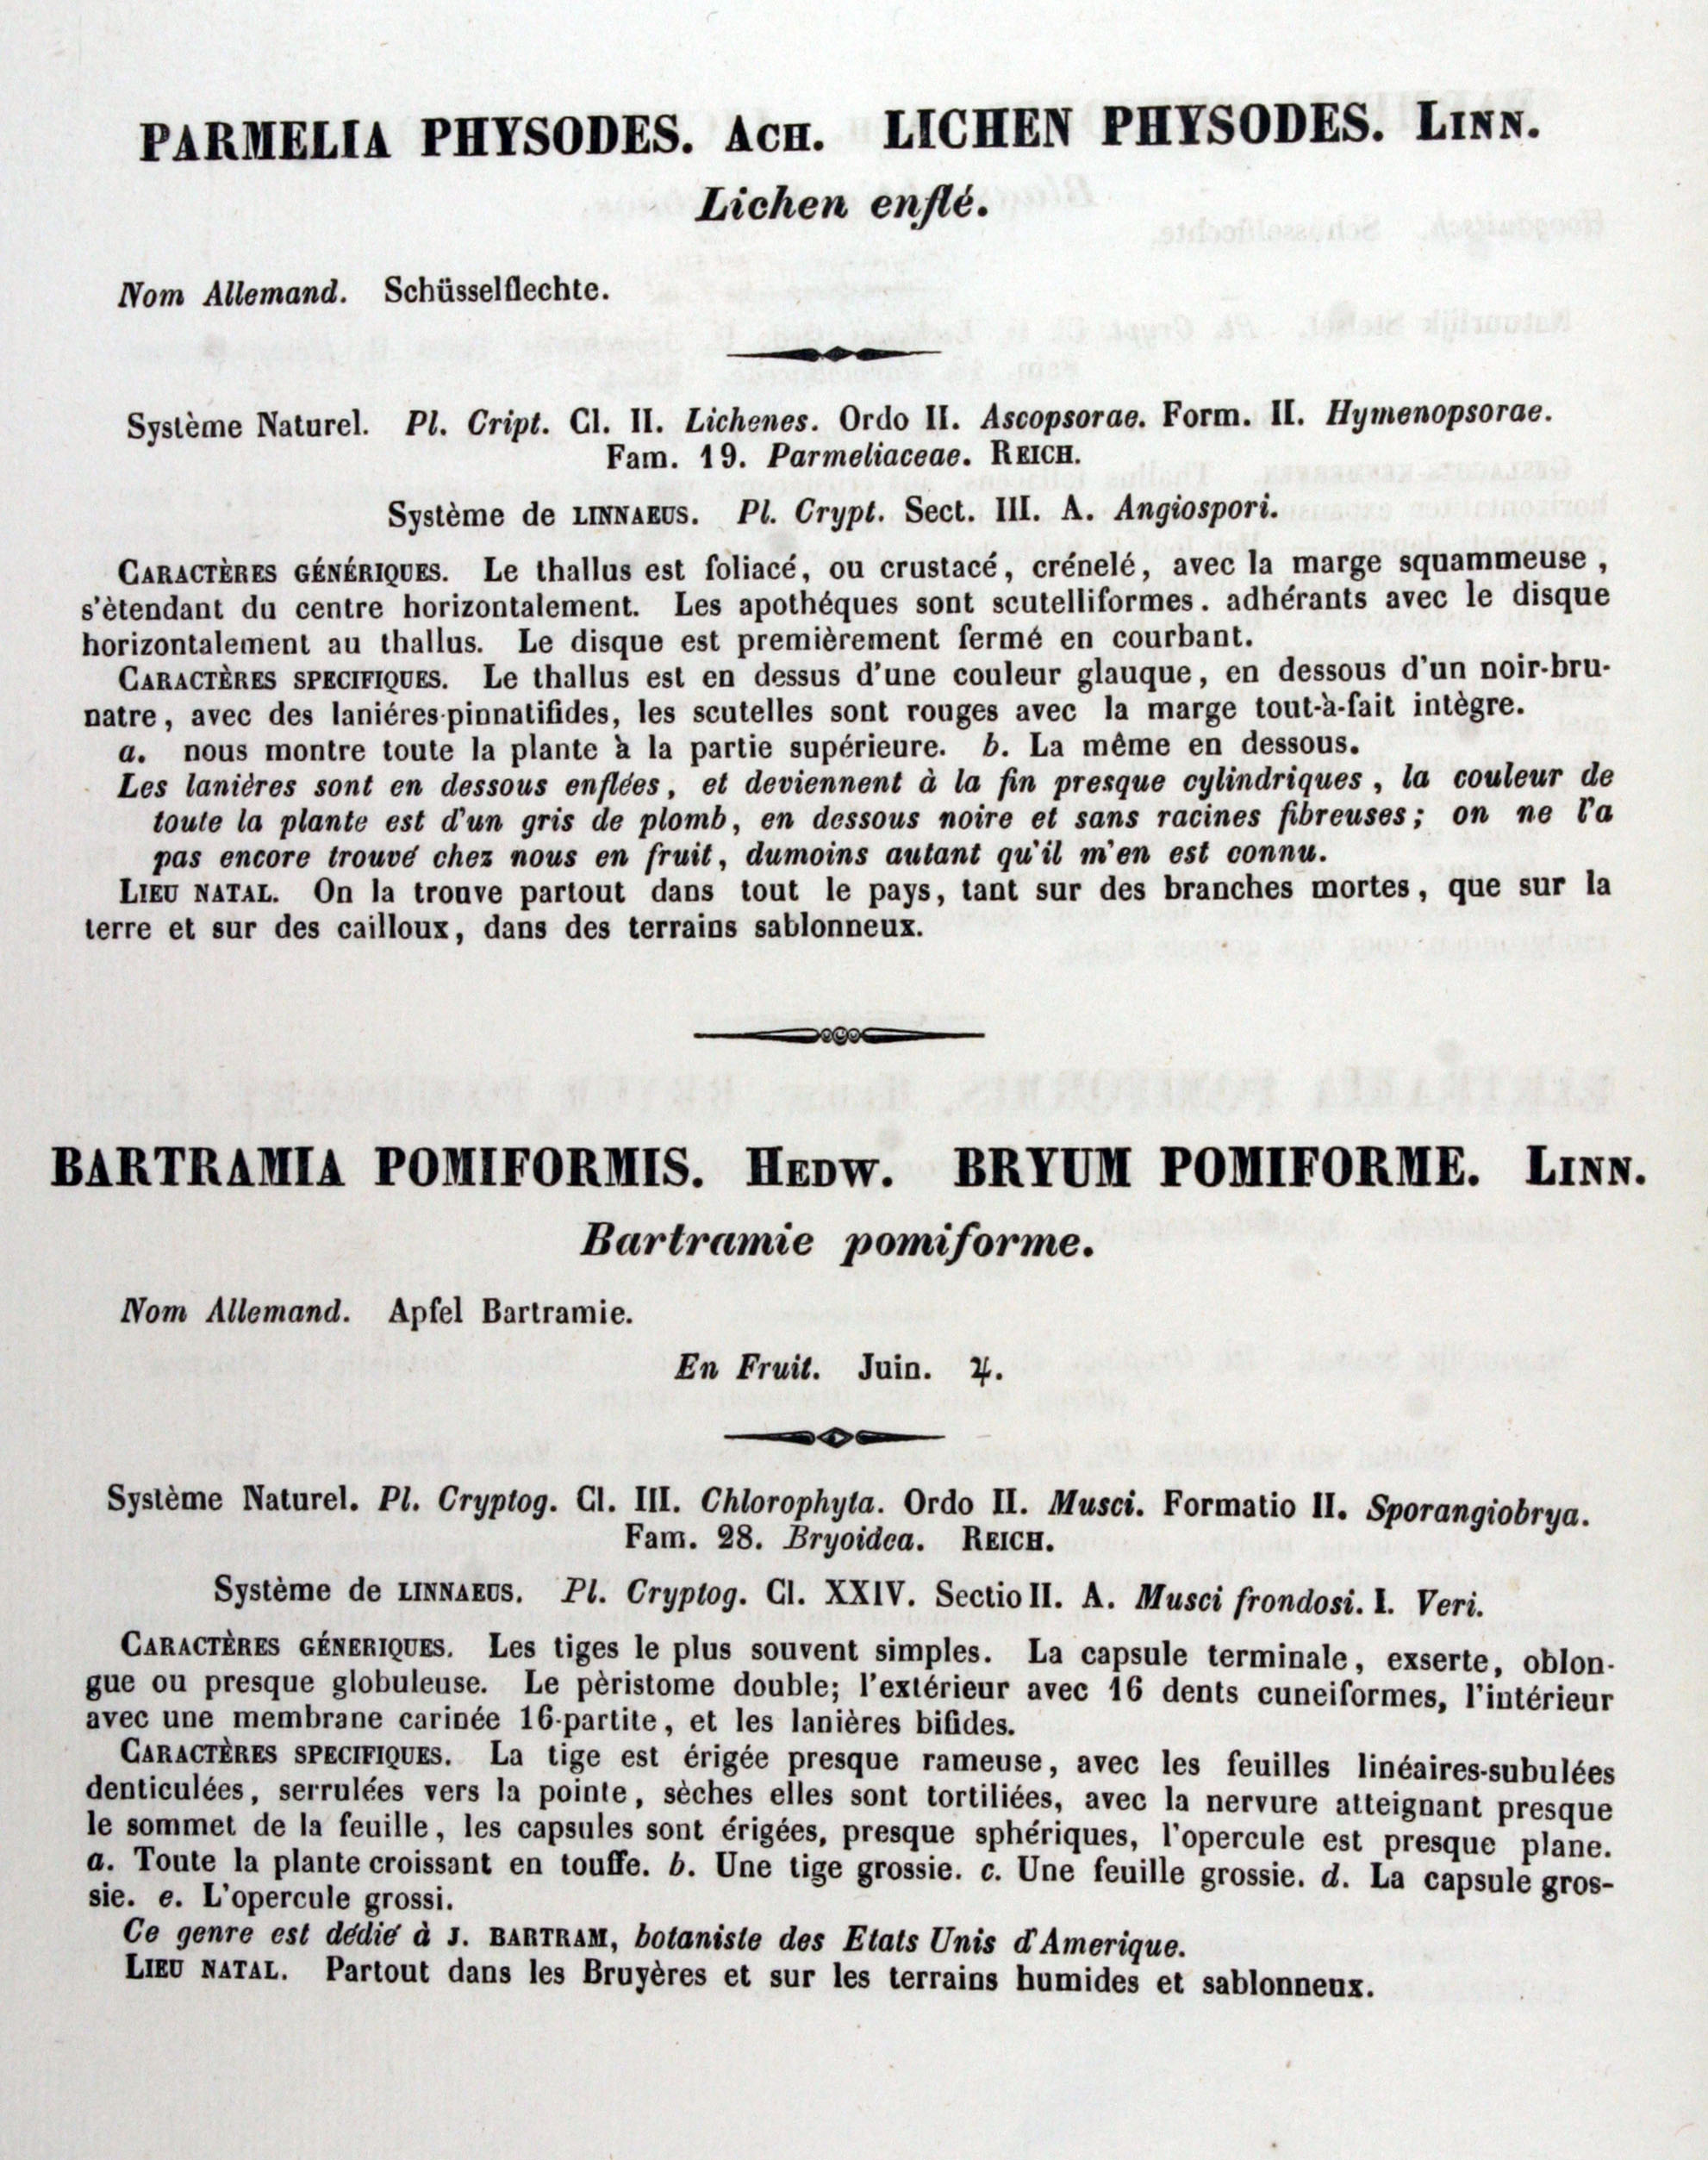 PARMELIA PHYSODES. ACH. LICHEN PHYSODES. LINN.
Lichen enflé.
Nom Allemand. Schüsselflechte.
Système Naturel. Pl. Cript. Cl. II. Lichenes. Ordo II. Ascopsorae. Form. II. Hymenopsorae.
Fam. 19. Parmeliaceae. REICH.
Système de LINNAEUS. Pl. Crypt. Sect. III. A. Angiospori.
CARACTÈRES GÉNÉRIQUES. Le thallus est foliacé, ou crustacé, crénelé, avec la marge squammeuse,
s'ètendant du centre horizontalement. Les apothéques sont scutelliformes. adhérants avec le disque
horizontalement au thallus. Le disque est premièrement fermé en courbant.
CARACTÈRES SPECIFIQUES. Le thallus est en dessus d'une couleur glauque, en dessous d'un noir-bru-
natre, avec des laniéres pinnatifides, les scutelles sont rouges avec la marge tout-à-fait intègre.
a. nous montre toute la plante à la partie supérieure. b. La même en dessous.
Les lanières sont en dessous enflées, et deviennent à la fin presque cylindriques, la couleur de
toute la plante est d'un gris de plomb, en dessous noire et sans racines fibreuses; on ne l'a
pas encore trouvé chez nous en fruit, dumoins autant qu'il m'en est connu.
LIEU NATAL. On la trouve partout dans tout le pays, tant sur des branches mortes, que sur la
terre et sur des cailloux, dans des terrains sablonneux.
BARTRAMIA POMIFORMIS. HEDW. BRYUM POMIFORME. LINN.
Bartramie pomiforme.
Nom Allemand. Apfel Bartramie.
En Fruit. Juin. ♃.
Système Naturel. Pl. Cryptog. Cl. III. Chlorophyta. Ordo II. Musci. Formatio II. Sporangiobrya.
Fam. 28. Bryoidea. REICH.
Système de LINNAEUS. Pl. Cryptog. Cl. XXIV. Sectio II. A. Musci frondosi. I. Veri.
CARACTÈRES GÉNERIQUES. Les tiges le plus souvent simples. La capsule terminale, exserte, oblon-
gue ou presque globuleuse. Le pèristome double; l'extérieur avec 16 dents cuneiformes, l'intérieur
avec une membrane carinée 16-partite, et les lanières bifides.
CARACTÈRES SPECIFIQUES. La tige est érigée presque rameuse, avec les feuilles linéaires-subulées
denticulées, serrulées vers la pointe, sèches elles sont tortiliées, avec la nervure atteignant presque
le sommet de la feuille, les capsules sont érigées, presque sphériques, l'opercule est presque plane.
a. Toute la plante croissant en touffe. b. Une tige grossie. c. Une feuille grossie. d. La capsule gros-
sie. e. L'opercule grossi.
Ce genre est dédié à J. BARTRAM, botaniste des Etats Unis d'Amerique.
LIEU NATAL. Partout dans les Bruyères et sur les terrains humides et sablonneux.